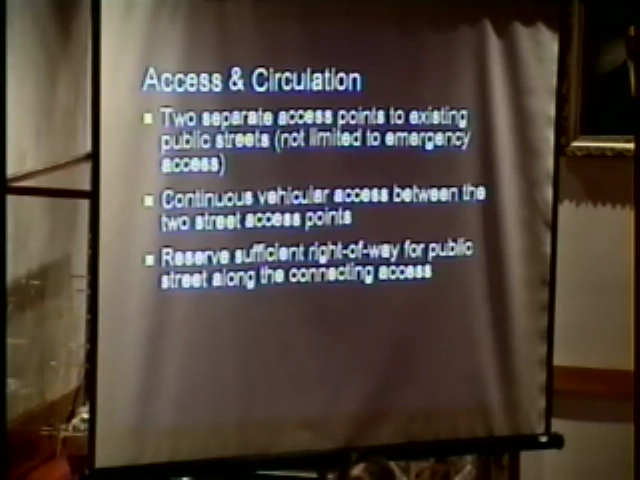 Access & Circulation
Two separate access points to existing
public streets (not limited to emergency
access)
Continuous vehicular access between the
two street access points
Reserve sufficient right-of-way for public
street along the connecting access